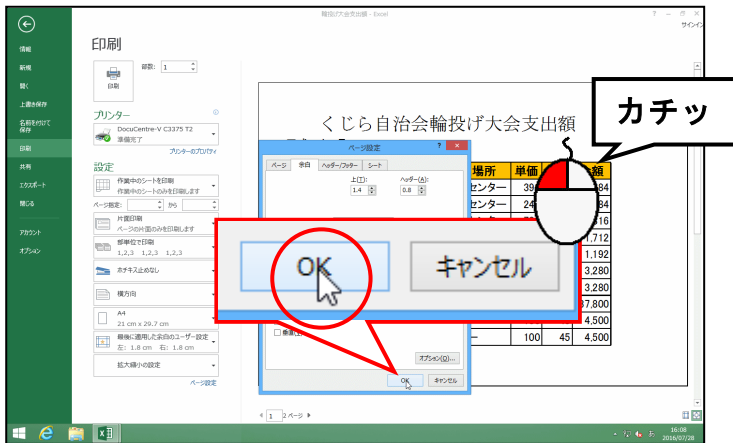 輪投げ大会支出額 - Excel
? － □ ×
サインイン
情報
新規
開く
上書き保存
名前を付けて
保存
印刷
共有
エクスポート
閉じる
アカウント
オプション
印刷
部数: 1
印刷
プリンター
DocuCentre-V C3375 T2
準備完了
プリンターのプロパティ
設定
作業中のシートを印刷
作業中のシートのみを印刷します
ページ指定: から
片面印刷
ページの片面のみを印刷します
部単位で印刷
1,2,3 1,2,3 1,2,3
ホチキス止めなし
横方向
A4
21 cm x 29.7 cm
最後に適用した余白のユーザー設定
左: 1.8 cm 右: 1.8 cm
拡大縮小の設定
ページ設定
くじら自治会輪投げ大会支出額
カチッ
ページ設定
? ×
ページ 余白 ヘッダー/フッター シート
上(T): ヘッダー(A):
1.4 0.8
場所 単価
センター
センター
1,712
1,192
3,280
3,280
37,800
4,500
100 45 4,500
OK キャンセル
オプション(O)...
OK キャンセル
1 2 ページ
16:08
2016/07/28